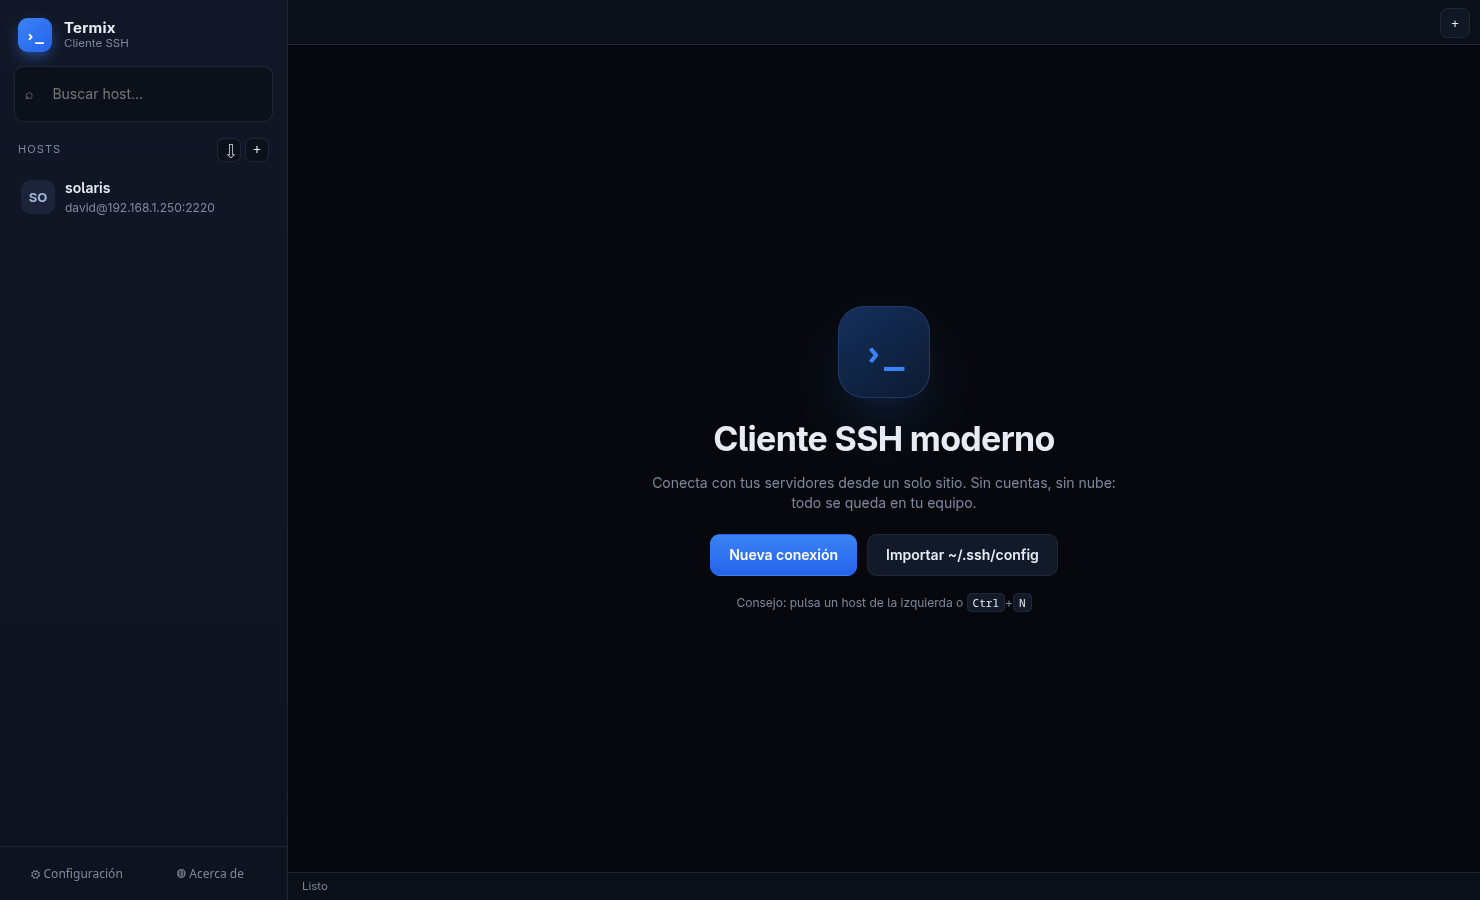 ›_
Termix
Cliente SSH
Buscar host...
HOSTS
+
SO
solaris
david@192.168.1.250:2220
Configuración
Acerca de
+
›_
Cliente SSH moderno
Conecta con tus servidores desde un solo sitio. Sin cuentas, sin nube:
todo se queda en tu equipo.
Nueva conexión
Importar ~/.ssh/config
Consejo: pulsa un host de la izquierda o Ctrl+N
Listo